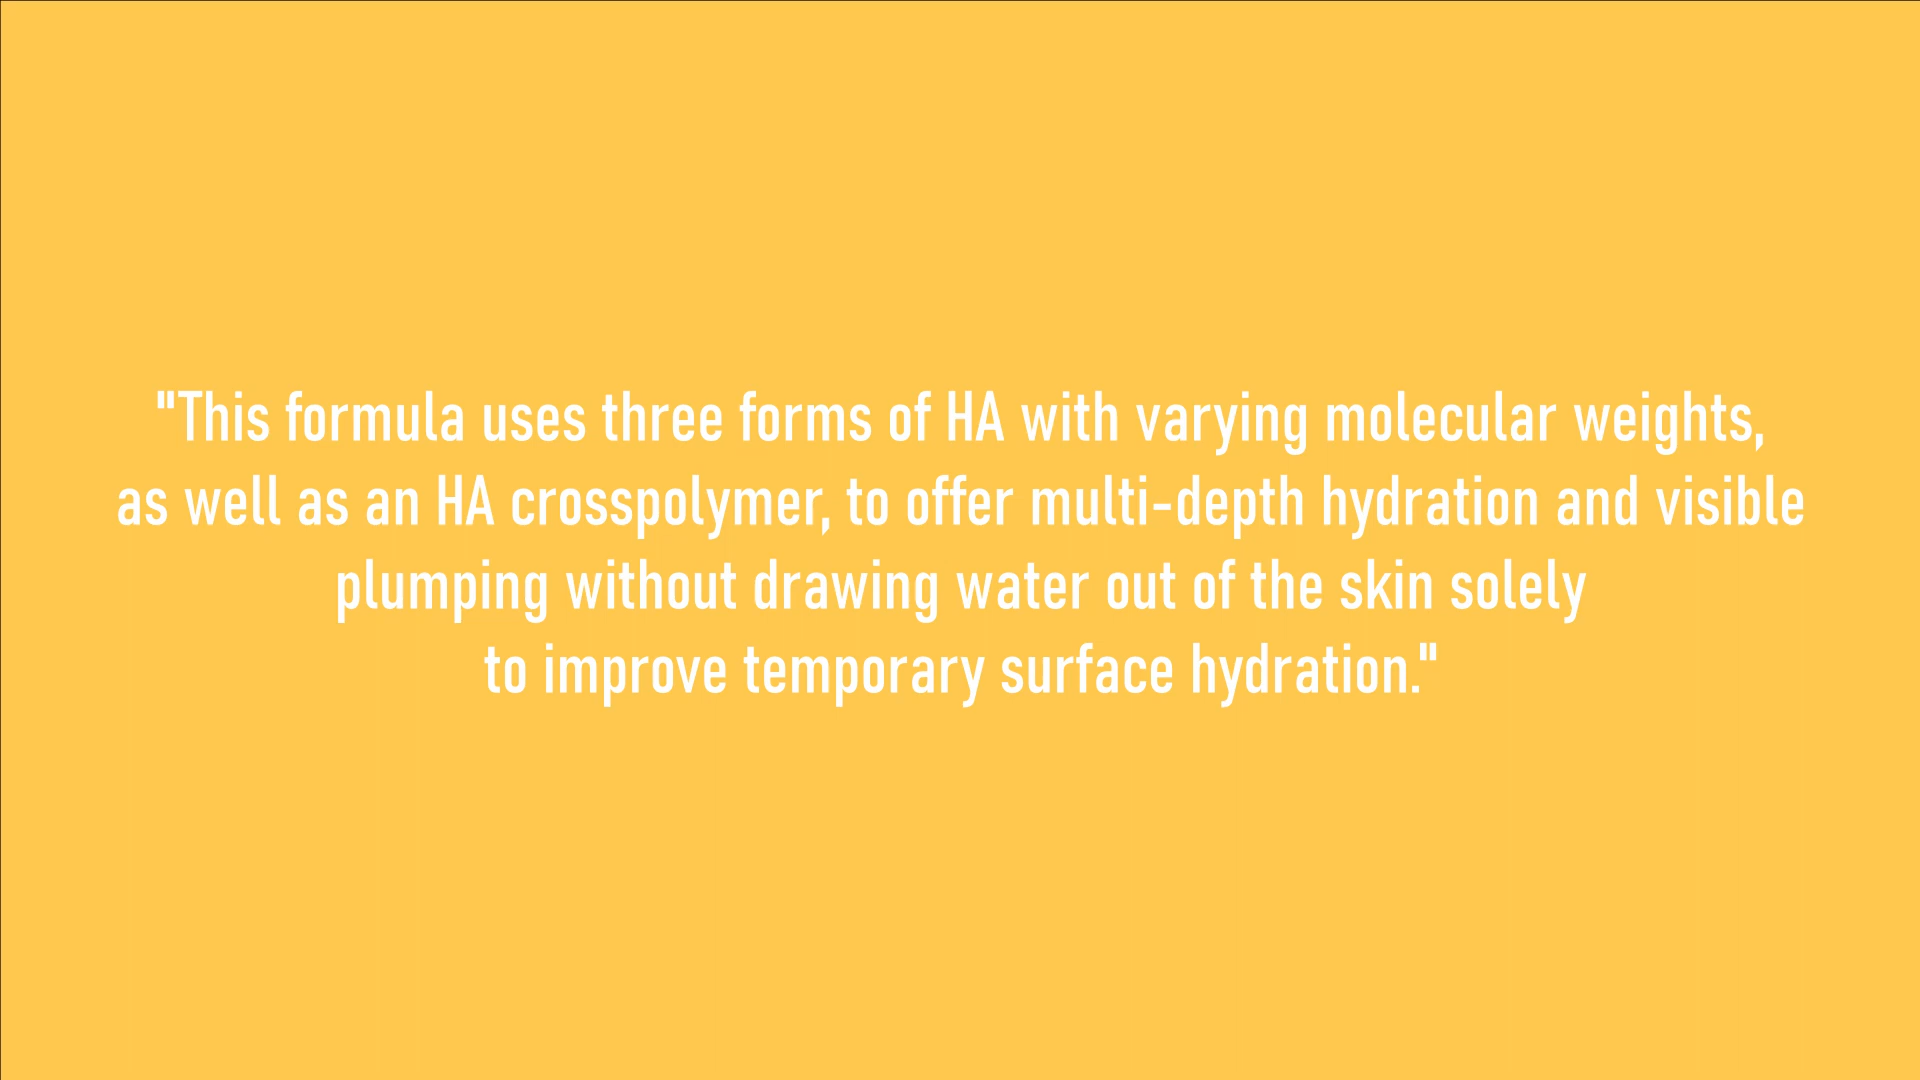 "This formula uses three forms of HA with varying molecular weights,
as well as an HA crosspolymer, to offer multi-depth hydration and visible
plumping without drawing water out of the skin solely
to improve temporary surface hydration."